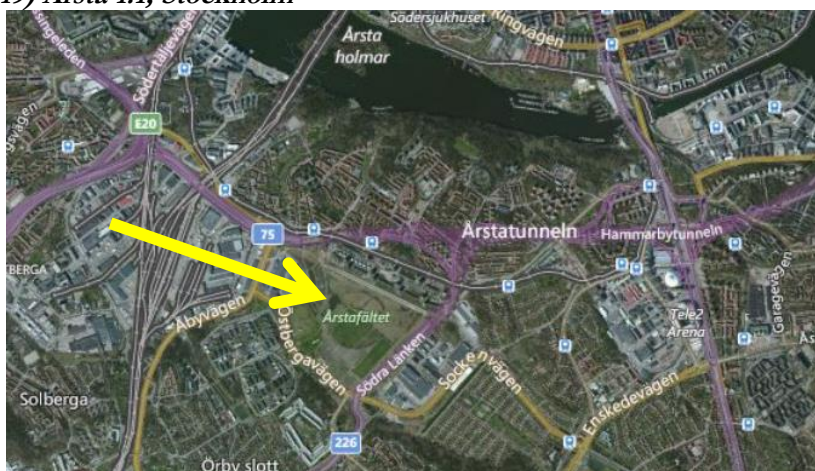 Årsta 1:1, Stockholm
Södersjukhuset
Ringvägen
Årsta
holmar
Södertäljevägen
E20
75
Årstatunneln
Hammarbytunneln
Åbyvägen
Östbergavägen
Årstafältet
Södra Länken
Sockenvägen
Tele2
Arena
Garagevägen
Enskedevägen
Solberga
226
Örby slott